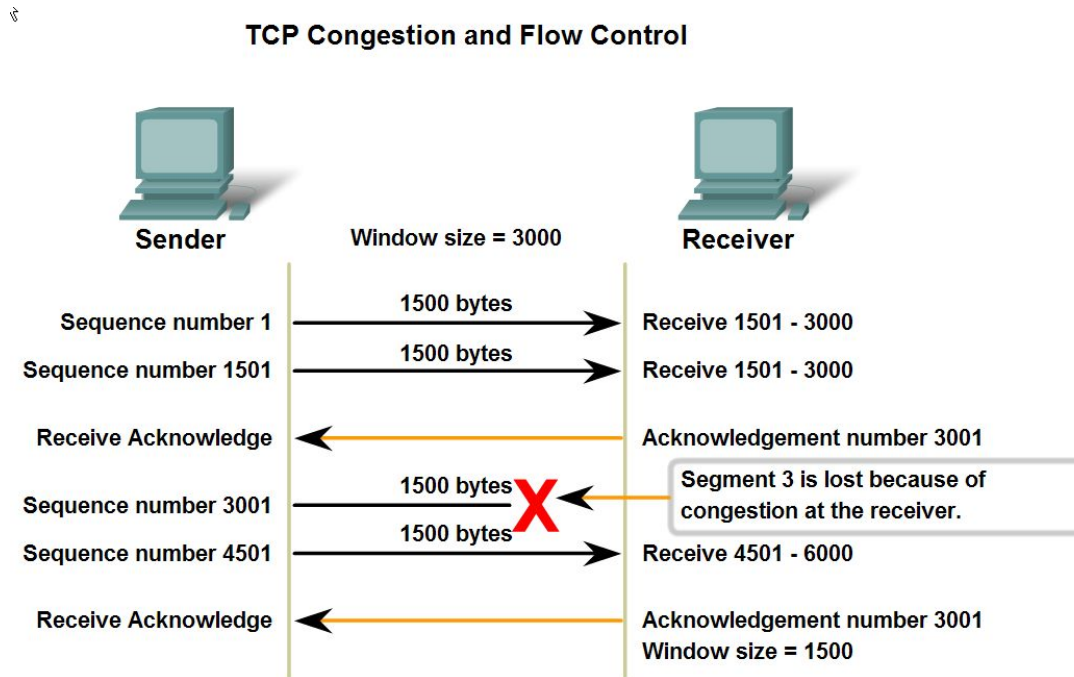 TCP Congestion and Flow Control
Sender
Window size = 3000
Receiver
Sequence number 1
1500 bytes
Receive 1501 - 3000
Sequence number 1501
1500 bytes
Receive 1501 - 3000
Receive Acknowledge
Acknowledgement number 3001
Sequence number 3001
1500 bytes
X
Segment 3 is lost because of
congestion at the receiver.
Sequence number 4501
1500 bytes
Receive 4501 - 6000
Receive Acknowledge
Acknowledgement number 3001
Window size = 1500